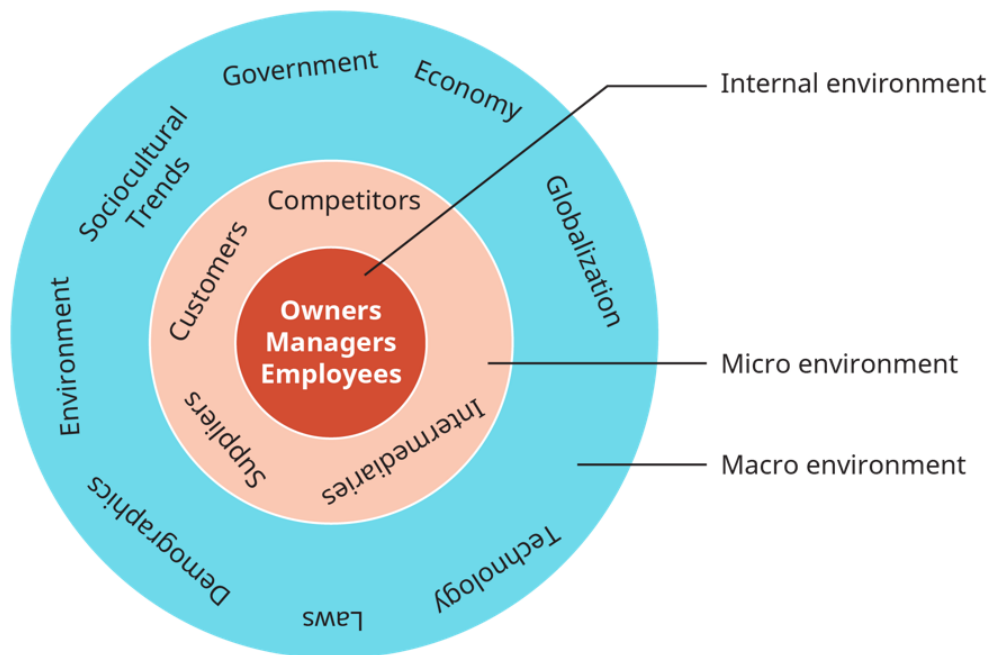 Government
Economy
Internal environment
Sociocultural
Trends
Globalization
Competitors
Customers
Owners
Managers
Employees
Environment
Micro environment
Suppliers
Intermediaries
Macro environment
Demographics
Technology
Laws